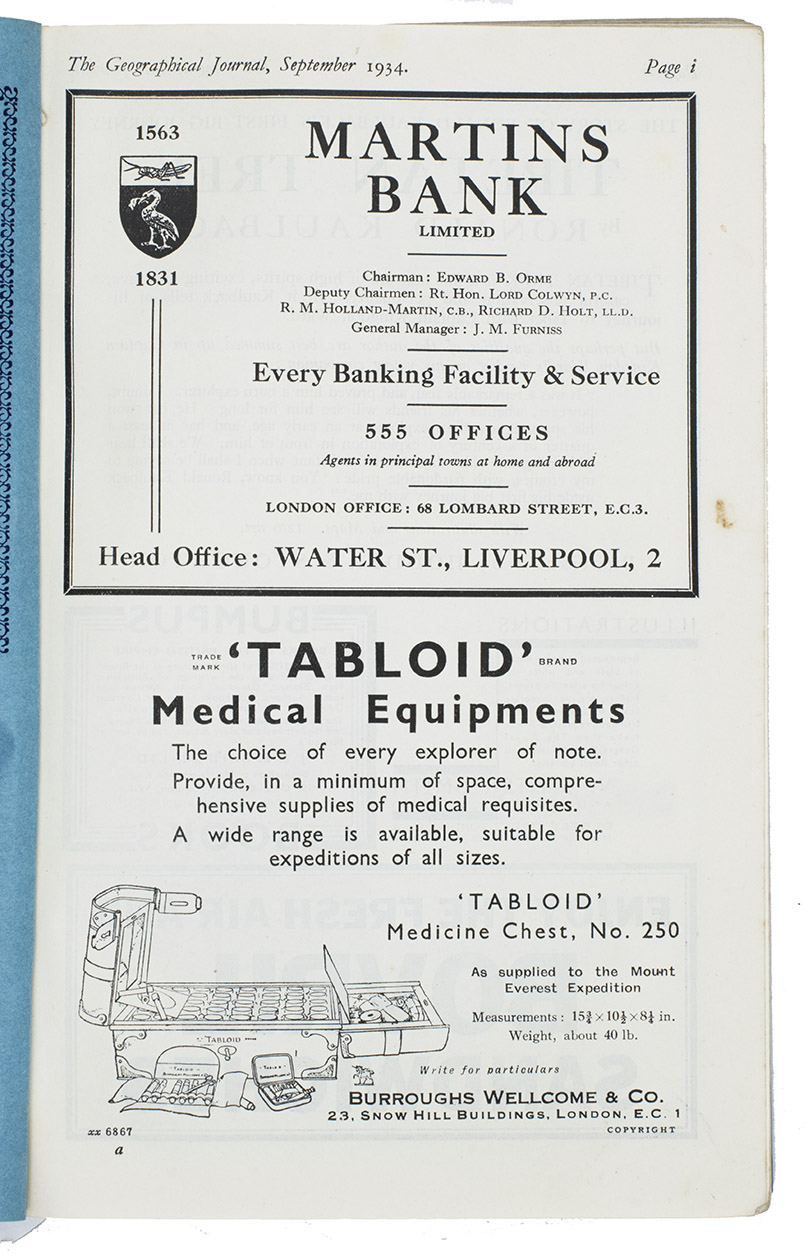 The Geographical Journal, September 1934.
Page i
1563
1831
MARTINS
BANK
LIMITED
Chairman: EDWARD B. ORME
Deputy Chairmen: Rt. Hon. LORD COLWYN, P.C.
R. M. HOLLAND-MARTIN, C.B., RICHARD D. HOLT, LL.D.
General Manager: J. M. FURNISS
Every Banking Facility & Service
555 OFFICES
Agents in principal towns at home and abroad
LONDON OFFICE: 68 LOMBARD STREET, E.C.3.
Head Office: WATER ST., LIVERPOOL, 2
TRADE MARK 'TABLOID' BRAND
Medical Equipments
The choice of every explorer of note.
Provide, in a minimum of space, compre-
hensive supplies of medical requisites.
A wide range is available, suitable for
expeditions of all sizes.
'TABLOID'
Medicine Chest, No. 250
As supplied to the Mount
Everest Expedition
Measurements: 15¾ × 10½ × 8¼ in.
Weight, about 40 lb.
TABLOID
Write for particulars
BURROUGHS WELLCOME & CO.
23, SNOW HILL BUILDINGS, LONDON, E.C. 1
xx 6867
COPYRIGHT
a